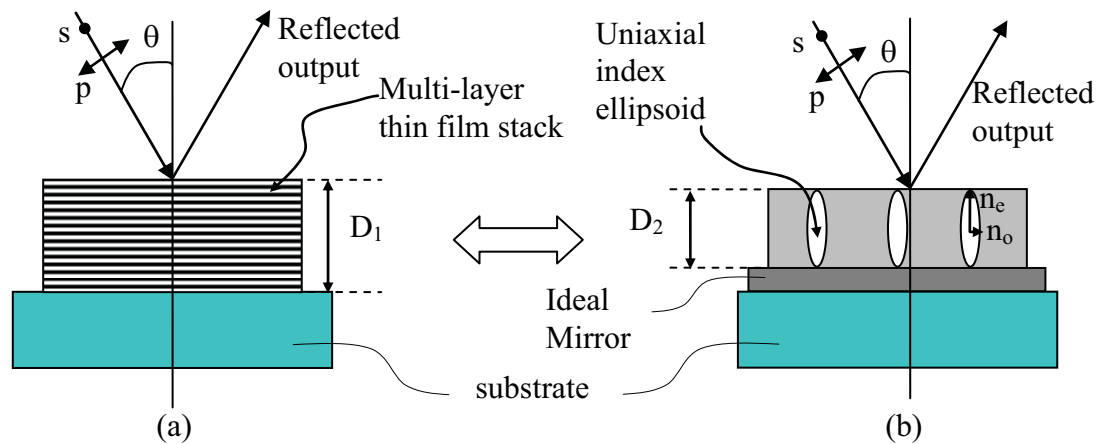 s
θ
p
Reflected
output
Multi-layer
thin film stack
D₁
substrate
(a)
Uniaxial
index
ellipsoid
s
θ
p
Reflected
output
nₑ
nₒ
D₂
Ideal
Mirror
(b)